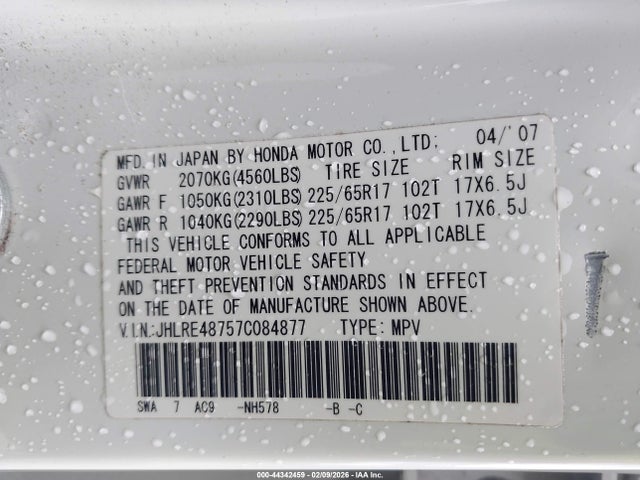 MFD. IN JAPAN BY HONDA MOTOR CO., LTD: 04/'07
GVWR 2070KG(4560LBS) TIRE SIZE RIM SIZE
GAWR F 1050KG(2310LBS) 225/65R17 102T 17X6.5J
GAWR R 1040KG(2290LBS) 225/65R17 102T 17X6.5J
THIS VEHICLE CONFORMS TO ALL APPLICABLE
FEDERAL MOTOR VEHICLE SAFETY
AND THEFT PREVENTION STANDARDS IN EFFECT
ON THE DATE OF MANUFACTURE SHOWN ABOVE.
V.I.N.:JHLRE48757C084877 TYPE: MPV
SWA 7 AC9 -NH578 -B -C
000-44342459 | 02/09/2026 - IAA Inc.